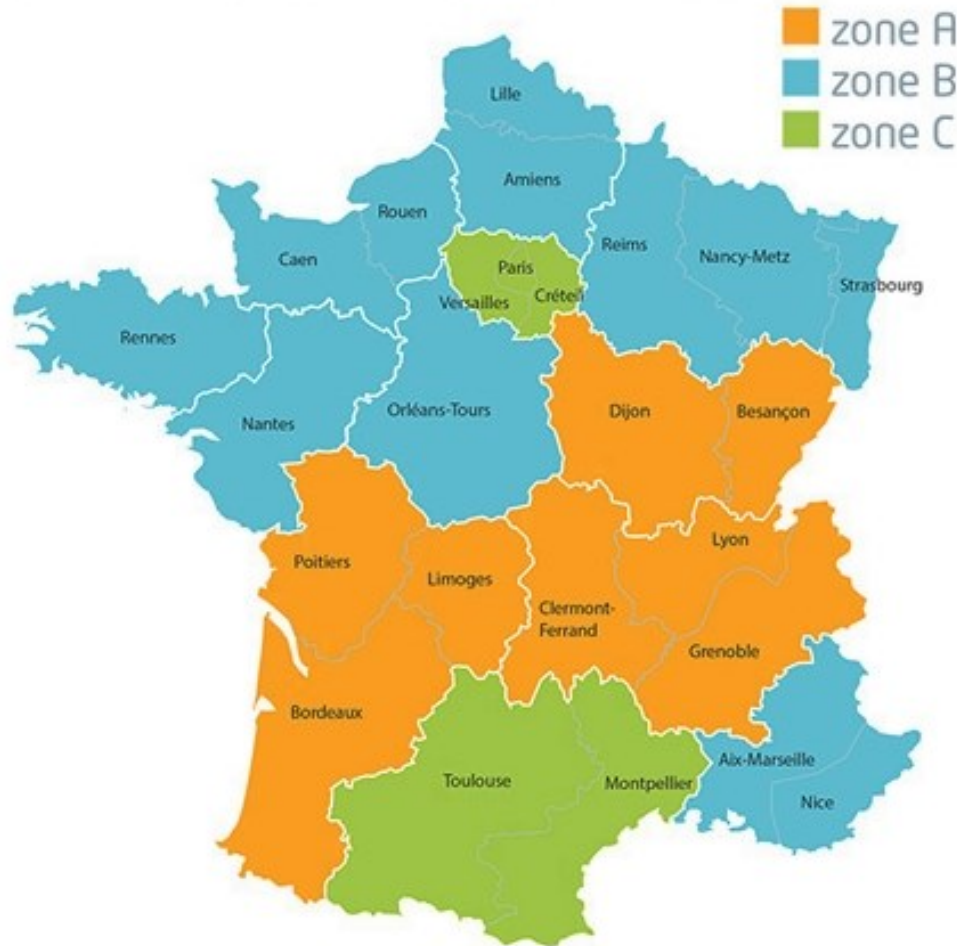 zone A
zone B
zone C
Lille
Amiens
Rouen
Caen
Reims
Nancy-Metz
Strasbourg
Paris
Versailles
Créteil
Rennes
Nantes
Orléans-Tours
Dijon
Besançon
Poitiers
Limoges
Clermont-
Ferrand
Lyon
Grenoble
Bordeaux
Toulouse
Montpellier
Aix-Marseille
Nice